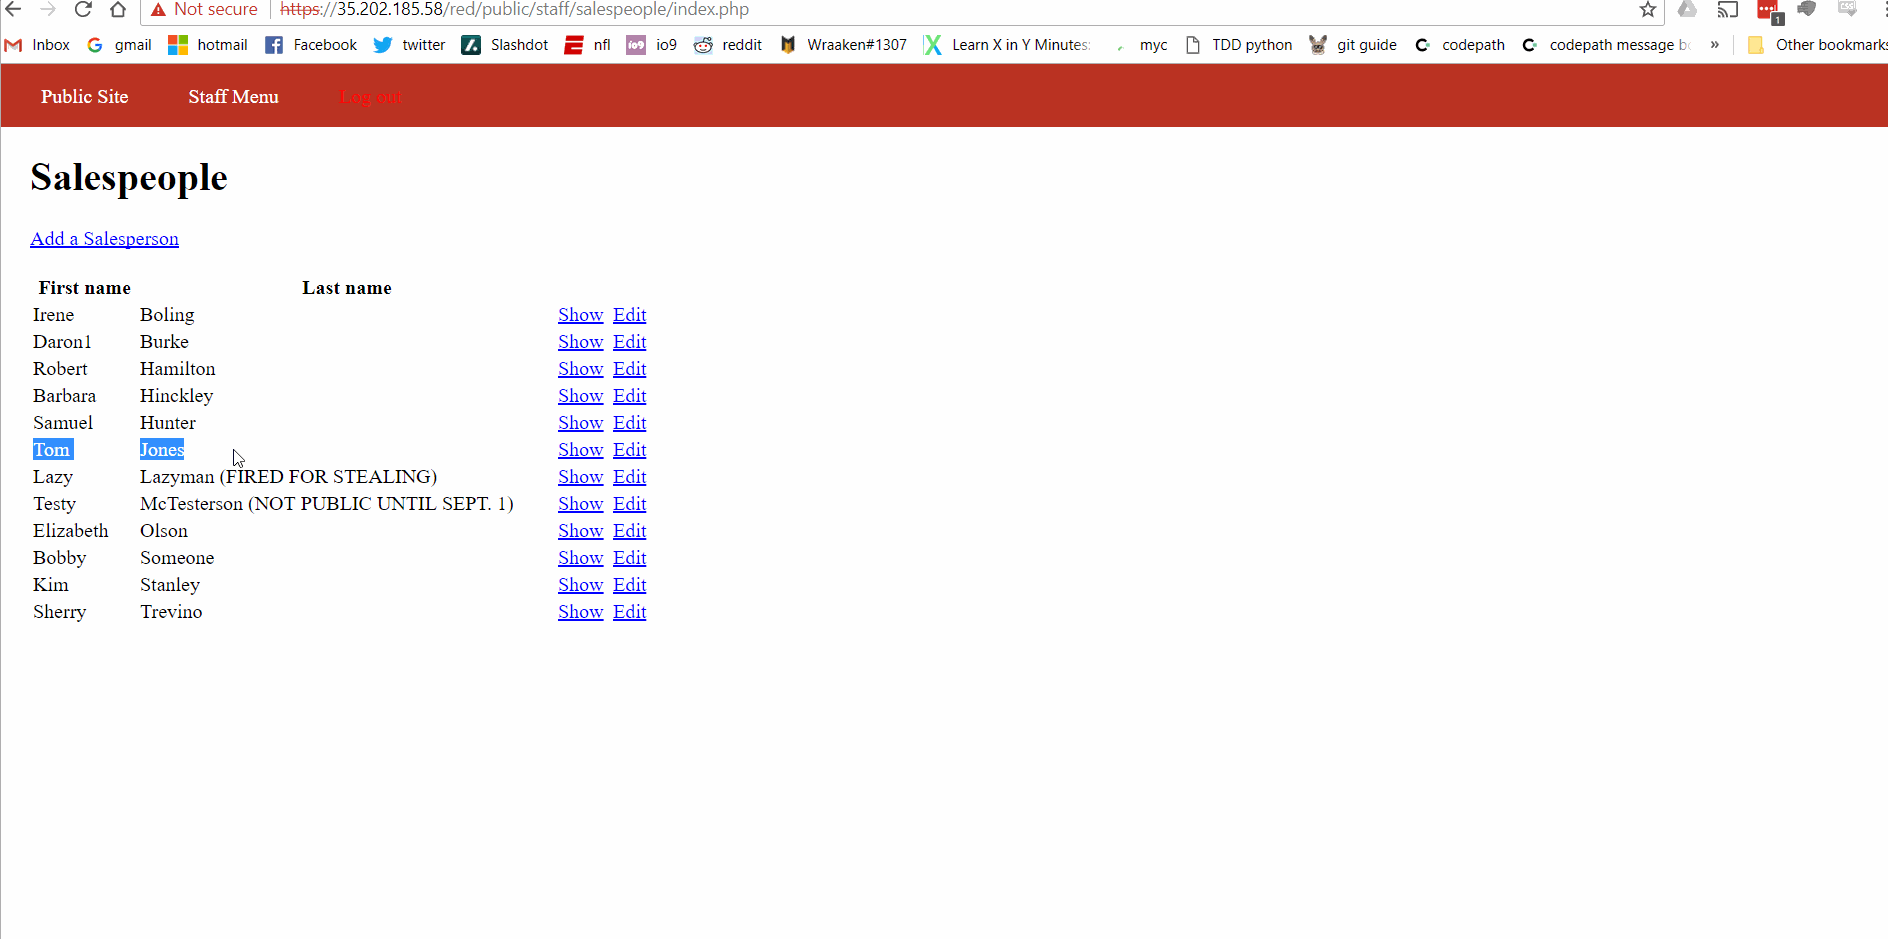 Not secure https://35.202.185.58/red/public/staff/salespeople/index.php 1
Inbox gmail hotmail Facebook twitter Slashdot nfl io9 io9 reddit Wraaken#1307 Learn X in Y Minutes: myc TDD python git guide codepath codepath message bo » Other bookmarks
Public Site Staff Menu Log out
Salespeople
Add a Salesperson
First name Last name
Irene Boling Show Edit
Daron1 Burke Show Edit
Robert Hamilton Show Edit
Barbara Hinckley Show Edit
Samuel Hunter Show Edit
Tom Jones Show Edit
Lazy Lazyman (FIRED FOR STEALING) Show Edit
Testy McTesterson (NOT PUBLIC UNTIL SEPT. 1) Show Edit
Elizabeth Olson Show Edit
Bobby Someone Show Edit
Kim Stanley Show Edit
Sherry Trevino Show Edit